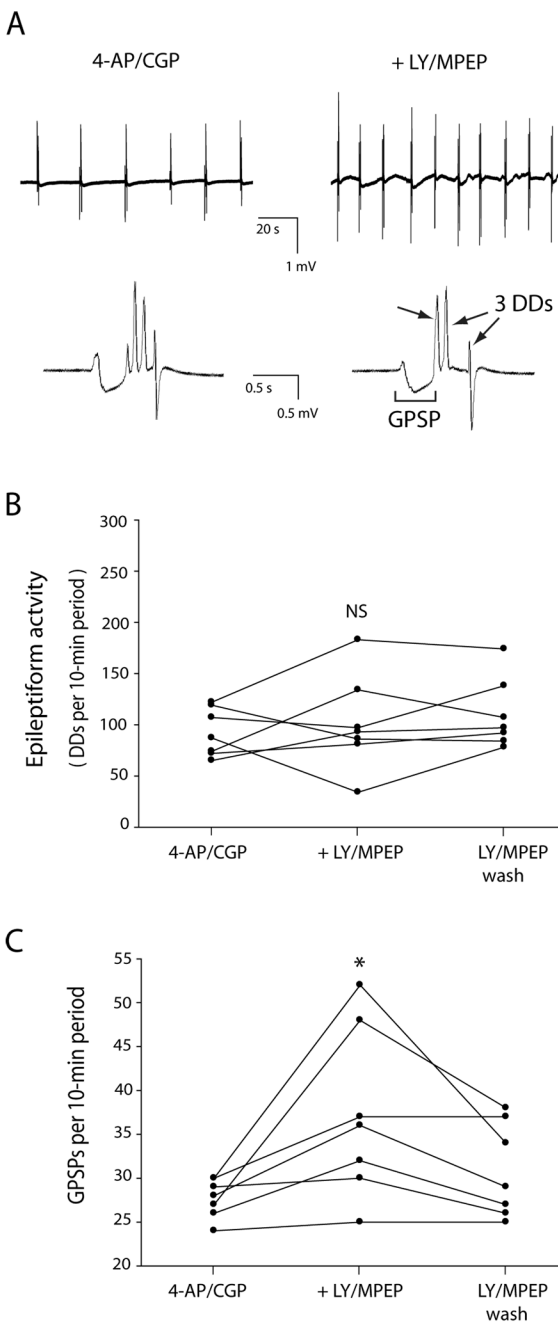 A
4-AP/CGP
+ LY/MPEP
20 s
1 mV
3 DDs
0.5 s
0.5 mV
GPSP
B
Epileptiform actvity
( DDs per 10-min period )
300
250
200
150
100
50
0
NS
4-AP/CGP
+ LY/MPEP
LY/MPEP
wash
C
GPSPs per 10-min period
55
50
45
40
35
30
25
20
*
4-AP/CGP
+ LY/MPEP
LY/MPEP
wash